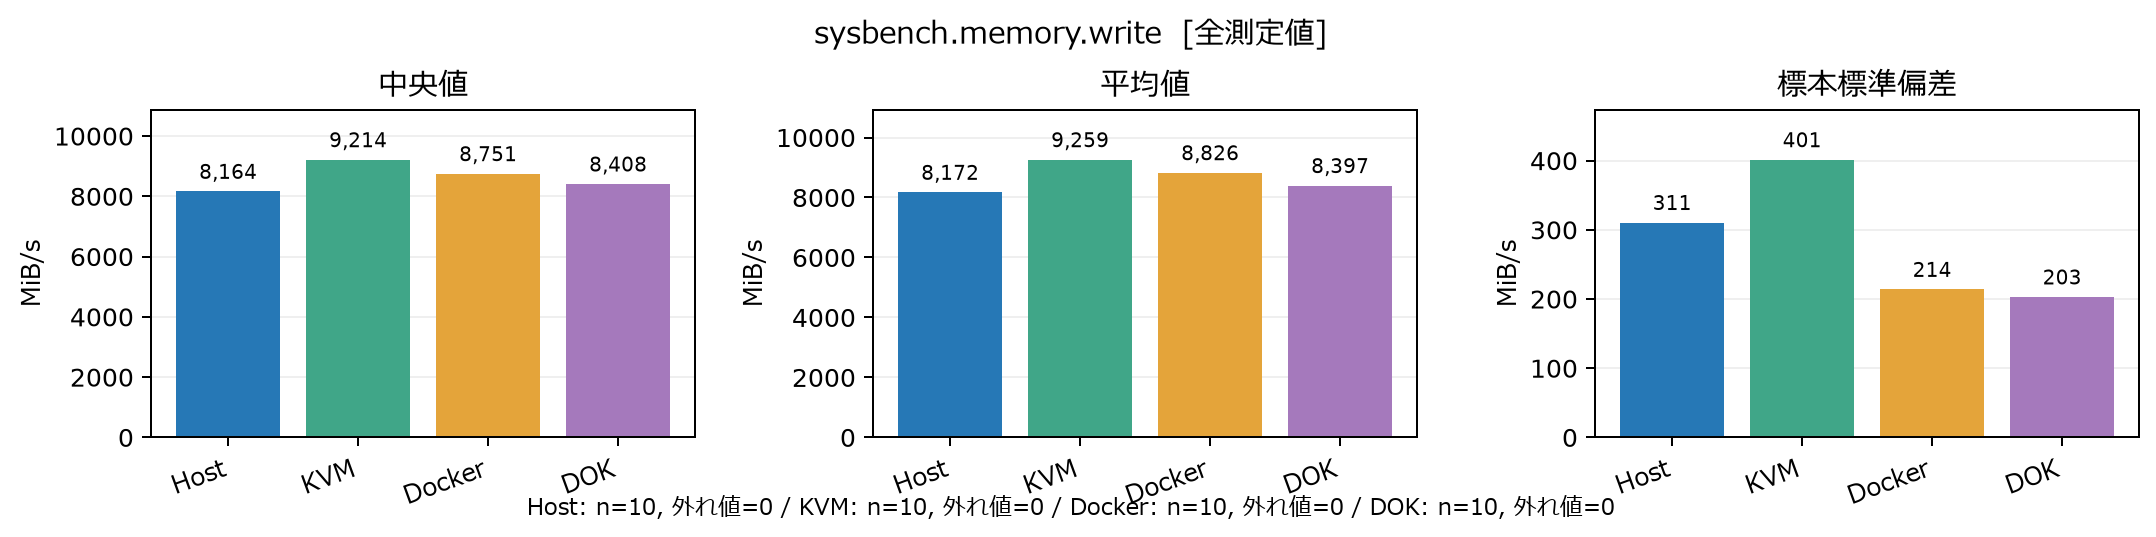 sysbench.memory.write [全測定値]
中央値
10000
8000
6000
4000
2000
0
MiB/s
8,164
9,214
8,751
8,408
Host
KVM
Docker
DOK
平均値
10000
8000
6000
4000
2000
0
MiB/s
8,172
9,259
8,826
8,397
Host
KVM
Docker
DOK
標本標準偏差
400
300
200
100
0
MiB/s
311
401
214
203
Host
KVM
Docker
DOK
Host: n=10, 外れ値=0 / KVM: n=10, 外れ値=0 / Docker: n=10, 外れ値=0 / DOK: n=10, 外れ値=0